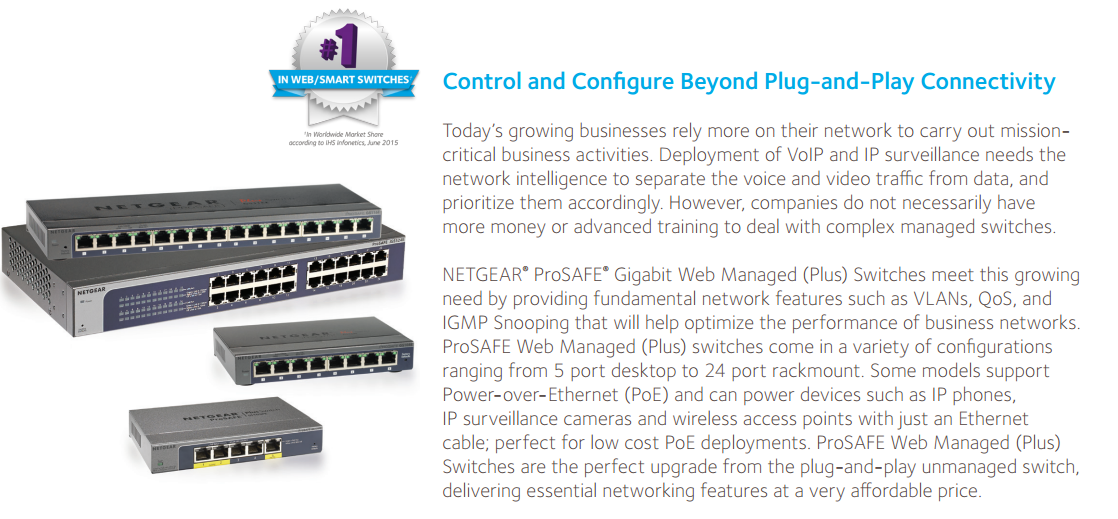 #1
IN WEB/SMART SWITCHES¹
¹In Worldwide Market Share
according to IHS Infonetics, June 2015
Control and Configure Beyond Plug-and-Play Connectivity
Today's growing businesses rely more on their network to carry out mission-
critical business activities. Deployment of VoIP and IP surveillance needs the
network intelligence to separate the voice and video traffic from data, and
prioritize them accordingly. However, companies do not necessarily have
more money or advanced training to deal with complex managed switches.
NETGEAR® ProSAFE® Gigabit Web Managed (Plus) Switches meet this growing
need by providing fundamental network features such as VLANs, QoS, and
IGMP Snooping that will help optimize the performance of business networks.
ProSAFE Web Managed (Plus) switches come in a variety of configurations
ranging from 5 port desktop to 24 port rackmount. Some models support
Power-over-Ethernet (PoE) and can power devices such as IP phones,
IP surveillance cameras and wireless access points with just an Ethernet
cable; perfect for low cost PoE deployments. ProSAFE Web Managed (Plus)
Switches are the perfect upgrade from the plug-and-play unmanaged switch,
delivering essential networking features at a very affordable price.
NETGEAR
NETGEAR
NETGEAR
NETGEAR
NETGEAR
NETGEAR
NETGEAR